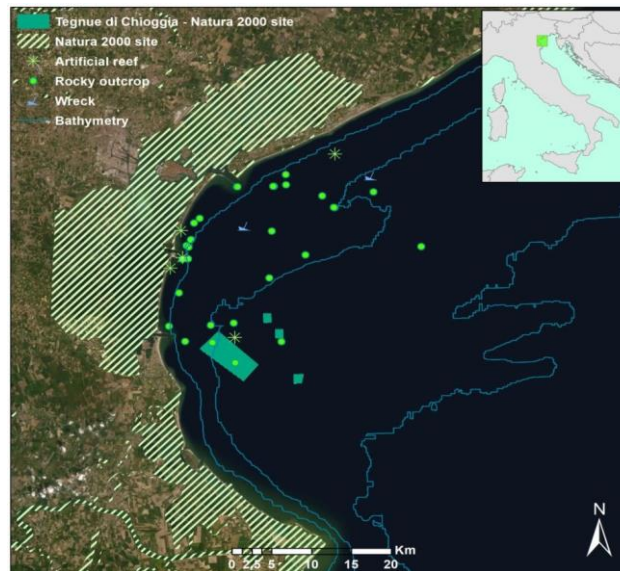 Tegnue di Chioggia - Natura 2000 site
Natura 2000 site
Artificial reef
Rocky outcrop
Wreck
Bathymetry
N
Km
0 2,5 5 10 15 20